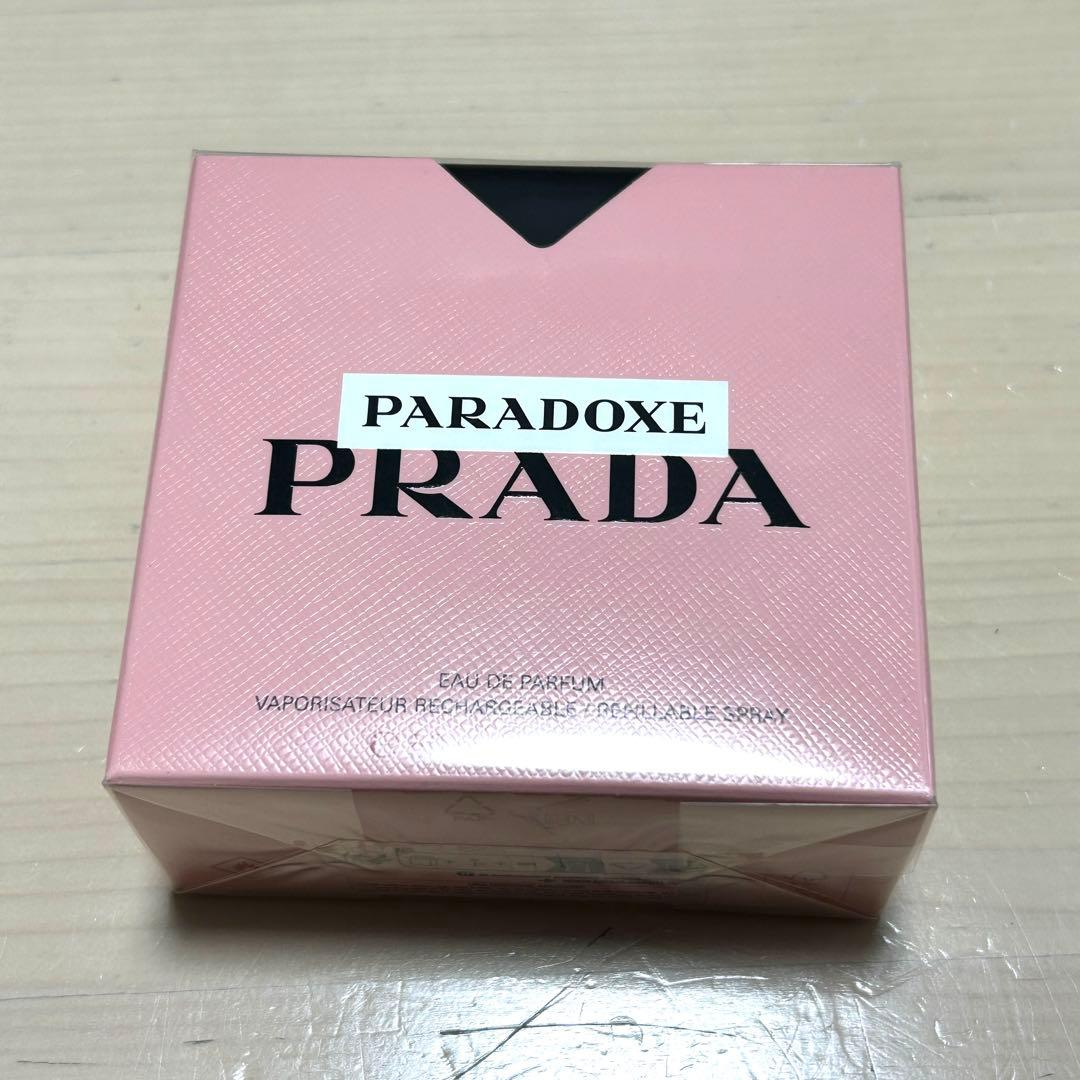 PARADOXE
PRADA
EAU DE PARFUM
VAPORISATEUR RECHARGEABLE / REFILLABLE SPRAY